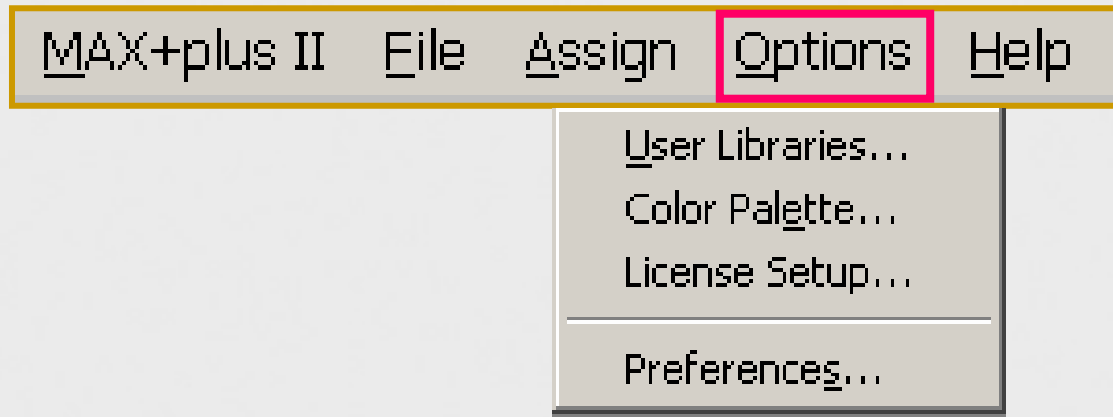 MAX+plus II File Assign Options Help
User Libraries...
Color Palette...
License Setup...
Preferences...